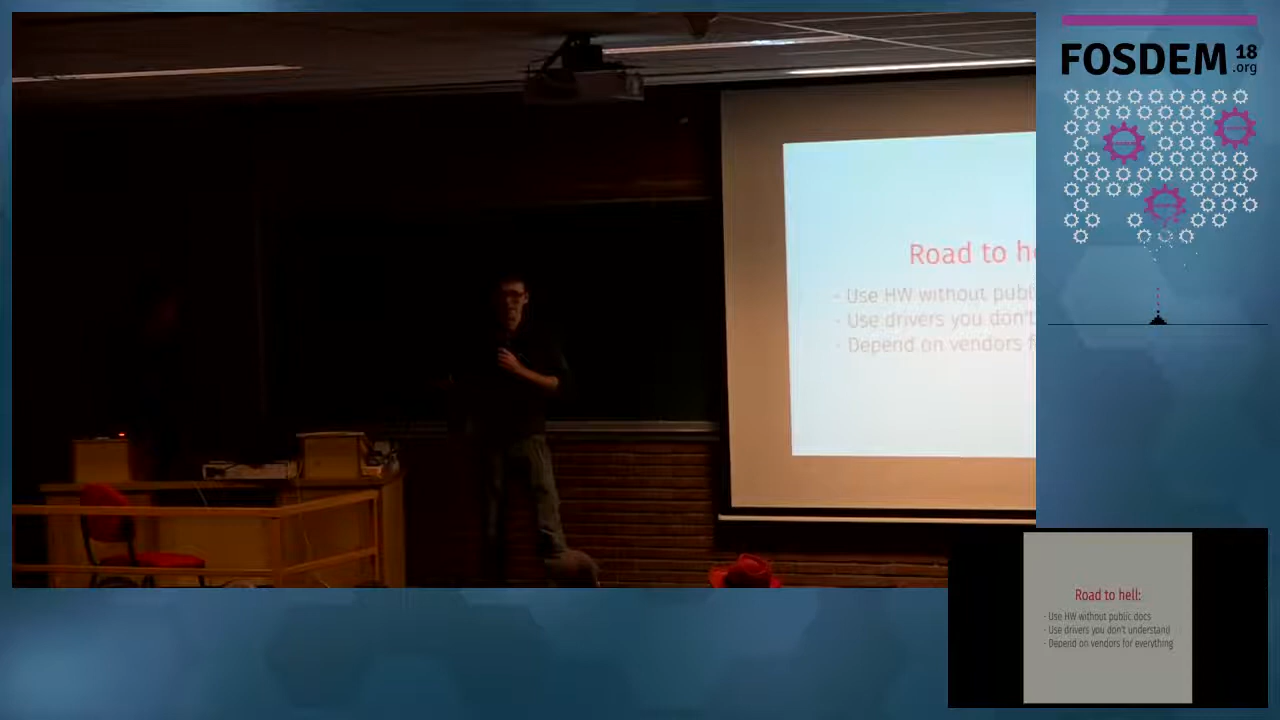 FOSDEM 18
.org
Road to he
- Use HW without publi
- Use drivers you don't
- Depend on vendors f
Road to hell:
- Use HW without public docs
- Use drivers you don't understand
- Depend on vendors for everything